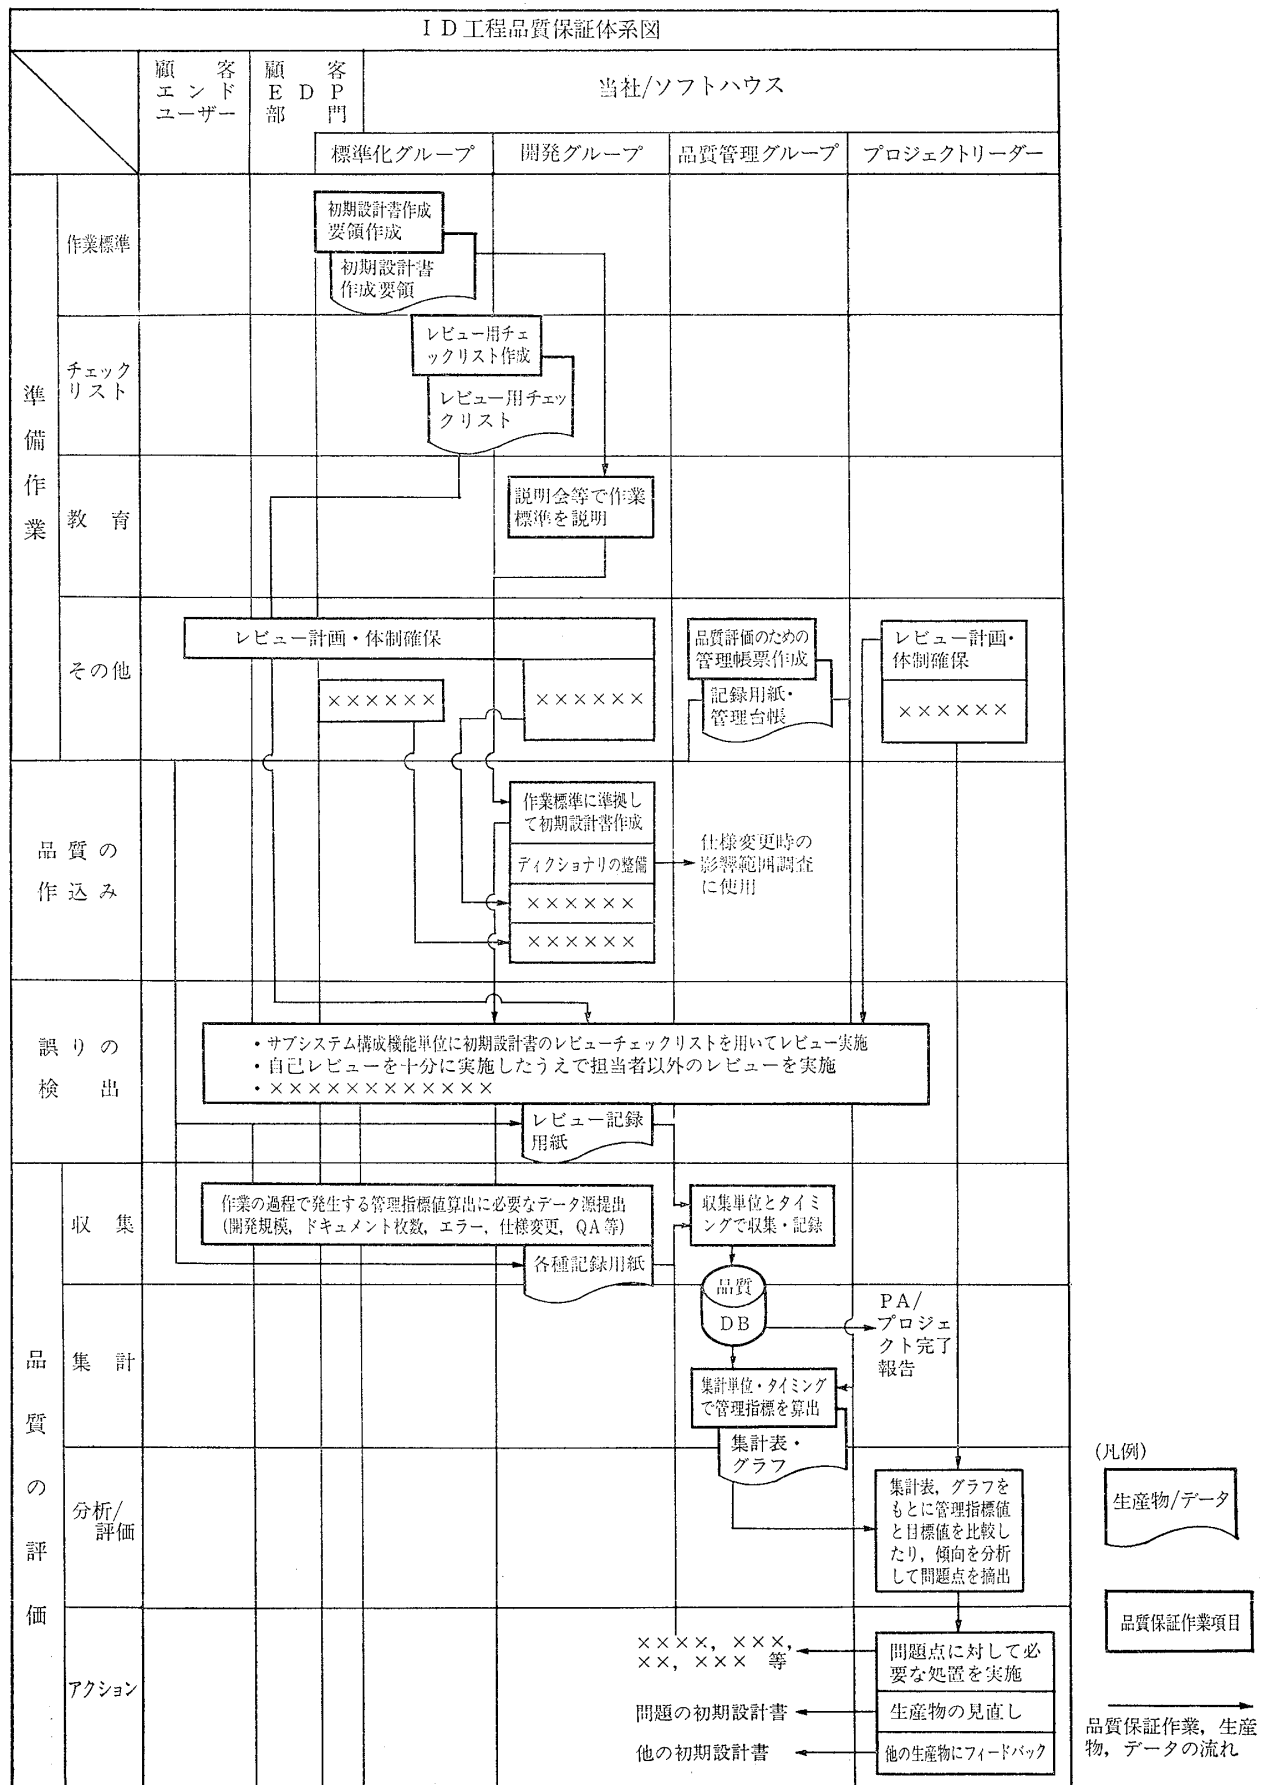 ＩＤ工程品質保証体系図
顧客
エンド
ユーザー
顧客
ＥＤＰ
部門
当社/ソフトハウス
標準化グループ
開発グループ
品質管理グループ
プロジェクトリーダー
準備作業
作業標準
初期設計書作成
要領作成
初期設計書
作成要領
チェック
リスト
レビュー用チェ
ックリスト作成
レビュー用チェッ
クリスト
教育
説明会等で作業
標準を説明
その他
レビュー計画・体制確保
××××××
××××××
品質評価のための
管理帳票作成
記録用紙・
管理台帳
レビュー計画・
体制確保
××××××
品質の
作込み
作業標準に準拠し
て初期設計書作成
ディクショナリの整備
××××××
××××××
仕様変更時の
影響範囲調査
に使用
誤りの
検出
・サブシステム構成機能単位に初期設計書のレビューチェックリストを用いてレビュー実施
・自己レビューを十分に実施したうえで担当者以外のレビューを実施
・××××××××××××
レビュー記録
用紙
品質の評価
収集
作業の過程で発生する管理指標値算出に必要なデータ源提出
(開発規模，ドキュメント枚数，エラー，仕様変更，QA等)
各種記録用紙
収集単位とタイミ
ングで収集・記録
品質
ＤＢ
集計
ＰＡ/
プロジェ
クト完了
報告
集計単位・タイミング
で管理指標を算出
集計表・
グラフ
分析/
評価
集計表，グラフを
もとに管理指標値
と目標値を比較し
たり，傾向を分析
して問題点を摘出
アクション
××××，×××，
××，×××　等
問題点に対して必
要な処置を実施
問題の初期設計書
生産物の見直し
他の初期設計書
他の生産物にフィードバック
(凡例)
生産物/データ
品質保証作業項目
品質保証作業，生産
物，データの流れ